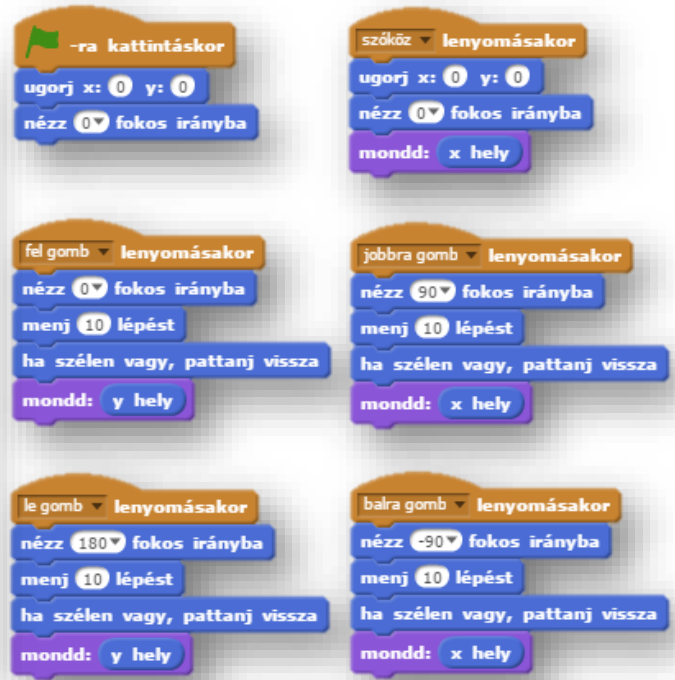 -ra kattintáskor
ugorj x: 0 y: 0
nézz 0 fokos irányba
szóköz lenyomásakor
ugorj x: 0 y: 0
nézz 0 fokos irányba
mondd: x hely
fel gomb lenyomásakor
nézz 0 fokos irányba
menj 10 lépést
ha szélen vagy, pattanj vissza
mondd: y hely
jobbra gomb lenyomásakor
nézz 90 fokos irányba
menj 10 lépést
ha szélen vagy, pattanj vissza
mondd: x hely
le gomb lenyomásakor
nézz 180 fokos irányba
menj 10 lépést
ha szélen vagy, pattanj vissza
mondd: y hely
balra gomb lenyomásakor
nézz -90 fokos irányba
menj 10 lépést
ha szélen vagy, pattanj vissza
mondd: x hely